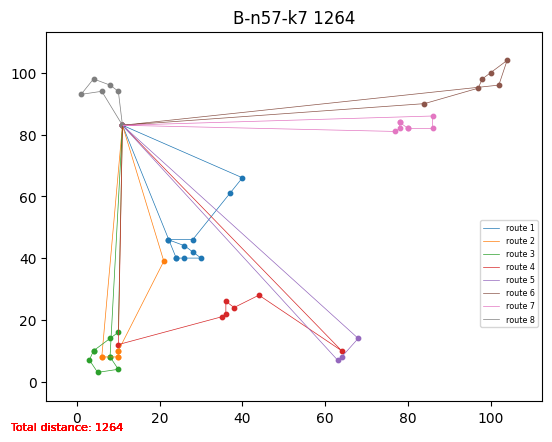 B-n57-k7 1264
100
80
60
40
20
0
0
20
40
60
80
100
route 1
route 2
route 3
route 4
route 5
route 6
route 7
route 8
Total distance: 1264